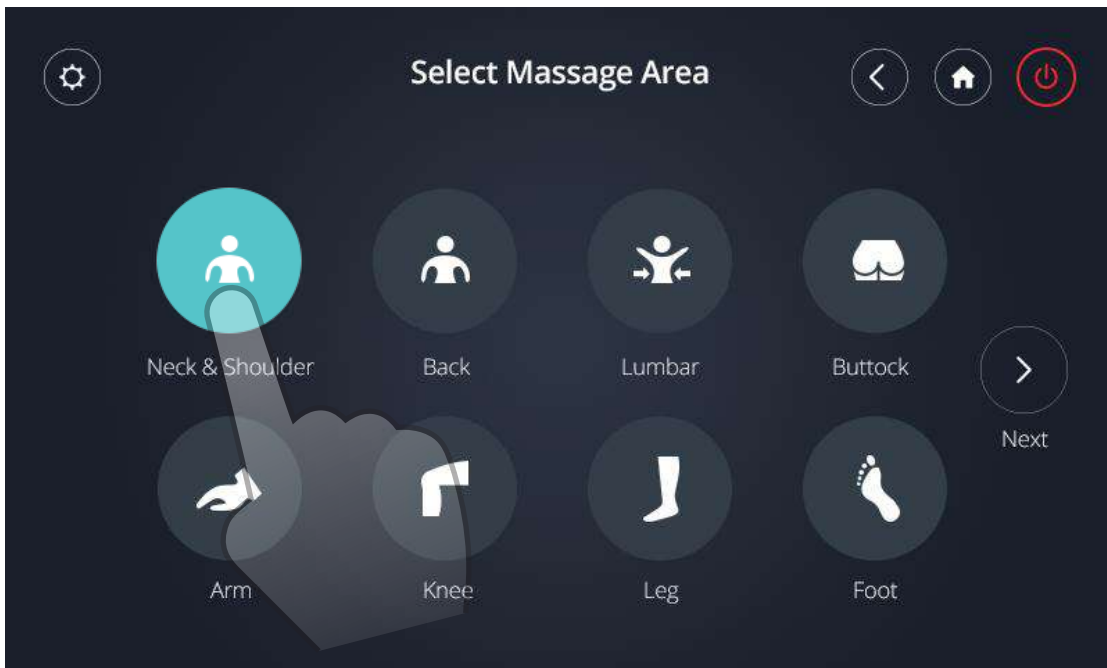 Select Massage Area
Neck & Shoulder
Back
Lumbar
Buttock
Next
Arm
Knee
Leg
Foot